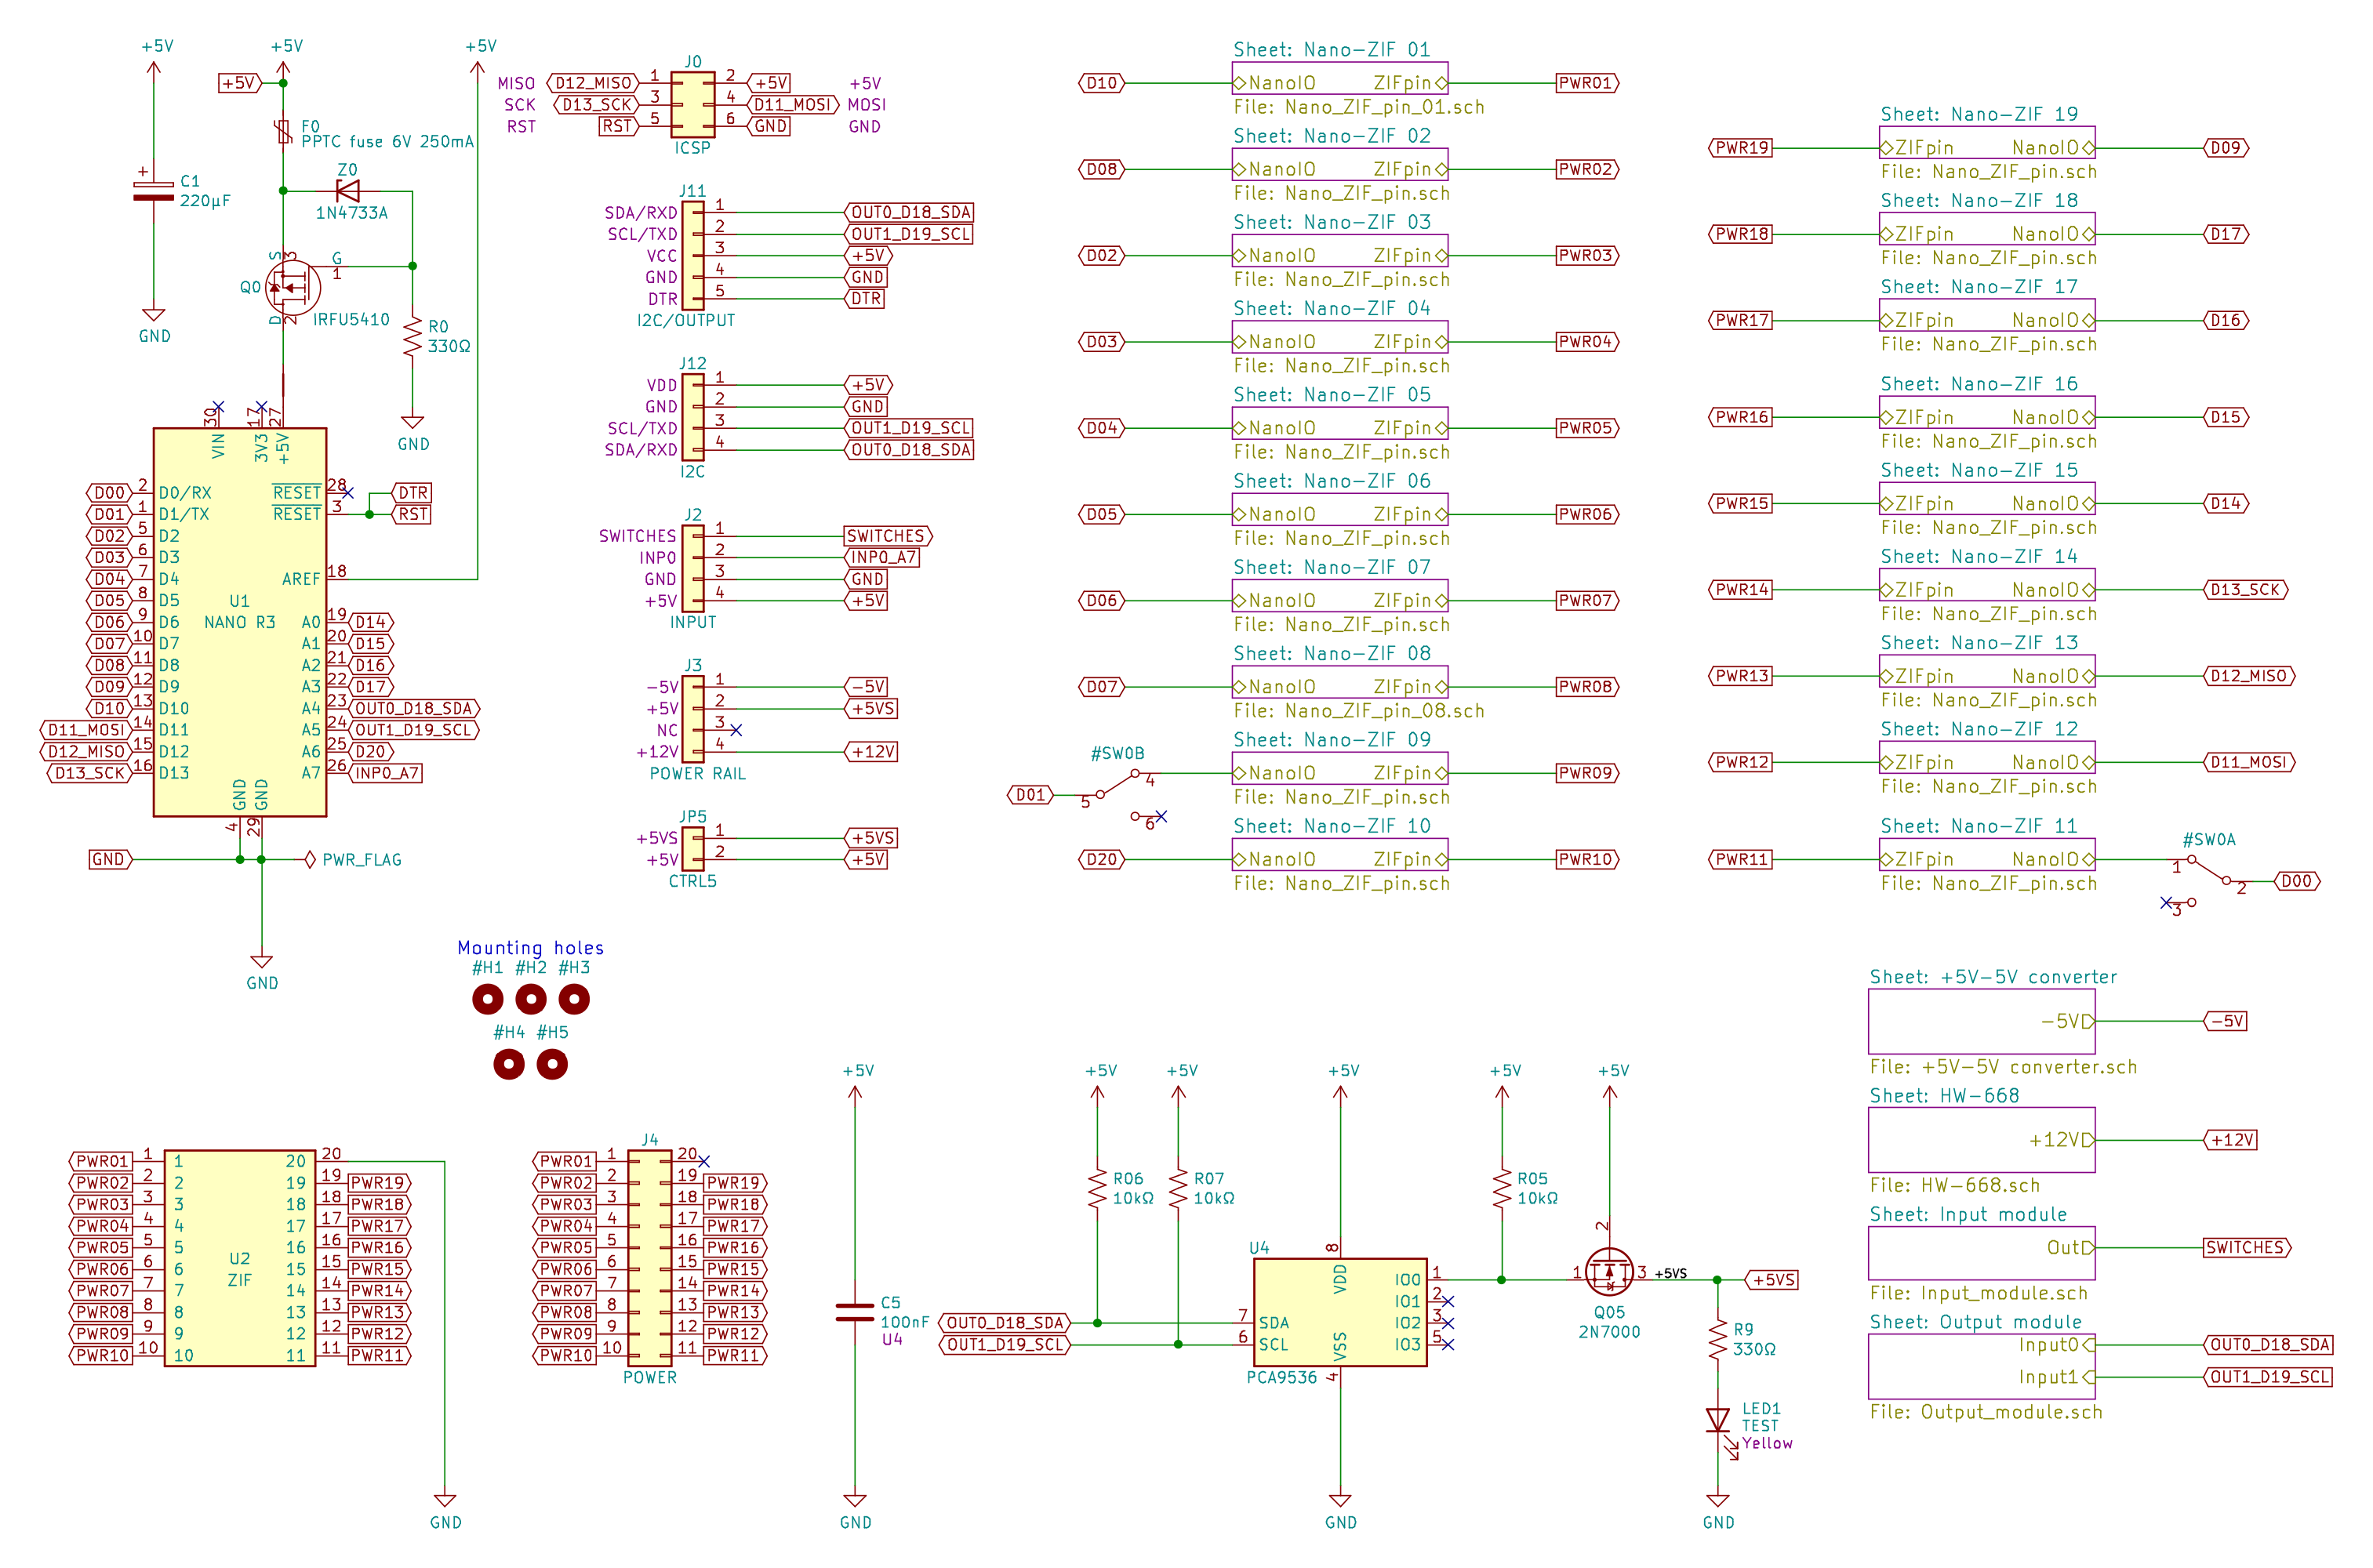 +5V
+5V
+5V
+5V
C1
220µF
GND
F0
PPTC fuse 6V 250mA
Z0
1N4733A
S
3
G
1
Q0
D
2
IRFU5410
R0
330Ω
GND
30
17
27
VIN
3V3
+5V
D00 2 D0/RX RESET 28 DTR
D01 1 D1/TX RESET 3 RST
D02 5 D2
D03 6 D3
D04 7 D4 AREF 18
D05 8 D5
U1
D06 9 D6 NANO R3 A0 19 D14
D07 10 D7 A1 20 D15
D08 11 D8 A2 21 D16
D09 12 D9 A3 22 D17
D10 13 D10 A4 23 OUT0_D18_SDA
D11_MOSI 14 D11 A5 24 OUT1_D19_SCL
D12_MISO 15 D12 A6 25 D20
D13_SCK 16 D13 A7 26 INP0_A7
GND GND
4 29
GND PWR_FLAG
GND
J0
MISO D12_MISO 1 2 +5V +5V
SCK D13_SCK 3 4 D11_MOSI MOSI
RST RST 5 6 GND GND
ICSP
J11
SDA/RXD 1 OUT0_D18_SDA
SCL/TXD 2 OUT1_D19_SCL
VCC 3 +5V
GND 4 GND
DTR 5 DTR
I2C/OUTPUT
J12
VDD 1 +5V
GND 2 GND
SCL/TXD 3 OUT1_D19_SCL
SDA/RXD 4 OUT0_D18_SDA
I2C
J2
SWITCHES 1 SWITCHES
INP0 2 INP0_A7
GND 3 GND
+5V 4 +5V
INPUT
J3
-5V 1 -5V
+5V 2 +5VS
NC 3
+12V 4 +12V
POWER RAIL
JP5
+5VS 1 +5VS
+5V 2 +5V
CTRL5
Sheet: Nano-ZIF 01
D10 NanoIO ZIFpin PWR01
File: Nano_ZIF_pin_01.sch
Sheet: Nano-ZIF 02
D08 NanoIO ZIFpin PWR02
File: Nano_ZIF_pin.sch
Sheet: Nano-ZIF 03
D02 NanoIO ZIFpin PWR03
File: Nano_ZIF_pin.sch
Sheet: Nano-ZIF 04
D03 NanoIO ZIFpin PWR04
File: Nano_ZIF_pin.sch
Sheet: Nano-ZIF 05
D04 NanoIO ZIFpin PWR05
File: Nano_ZIF_pin.sch
Sheet: Nano-ZIF 06
D05 NanoIO ZIFpin PWR06
File: Nano_ZIF_pin.sch
Sheet: Nano-ZIF 07
D06 NanoIO ZIFpin PWR07
File: Nano_ZIF_pin.sch
Sheet: Nano-ZIF 08
D07 NanoIO ZIFpin PWR08
File: Nano_ZIF_pin_08.sch
Sheet: Nano-ZIF 09
#SW0B
D01 5 4 6 NanoIO ZIFpin PWR09
File: Nano_ZIF_pin.sch
Sheet: Nano-ZIF 10
D20 NanoIO ZIFpin PWR10
File: Nano_ZIF_pin.sch
Sheet: Nano-ZIF 19
PWR19 ZIFpin NanoIO D09
File: Nano_ZIF_pin.sch
Sheet: Nano-ZIF 18
PWR18 ZIFpin NanoIO D17
File: Nano_ZIF_pin.sch
Sheet: Nano-ZIF 17
PWR17 ZIFpin NanoIO D16
File: Nano_ZIF_pin.sch
Sheet: Nano-ZIF 16
PWR16 ZIFpin NanoIO D15
File: Nano_ZIF_pin.sch
Sheet: Nano-ZIF 15
PWR15 ZIFpin NanoIO D14
File: Nano_ZIF_pin.sch
Sheet: Nano-ZIF 14
PWR14 ZIFpin NanoIO D13_SCK
File: Nano_ZIF_pin.sch
Sheet: Nano-ZIF 13
PWR13 ZIFpin NanoIO D12_MISO
File: Nano_ZIF_pin.sch
Sheet: Nano-ZIF 12
PWR12 ZIFpin NanoIO D11_MOSI
File: Nano_ZIF_pin.sch
Sheet: Nano-ZIF 11
#SW0A
PWR11 ZIFpin NanoIO 1 2 3 D00
File: Nano_ZIF_pin.sch
Mounting holes
#H1 #H2 #H3
#H4 #H5
PWR01 1 1 20 20
PWR02 2 2 19 19 PWR19
PWR03 3 3 18 18 PWR18
PWR04 4 4 17 17 PWR17
PWR05 5 5 16 16 PWR16
U2
PWR06 6 6 ZIF 15 15 PWR15
PWR07 7 7 14 14 PWR14
PWR08 8 8 13 13 PWR13
PWR09 9 9 12 12 PWR12
PWR10 10 10 11 11 PWR11
GND
J4
PWR01 1 20
PWR02 2 19 PWR19
PWR03 3 18 PWR18
PWR04 4 17 PWR17
PWR05 5 16 PWR16
PWR06 6 15 PWR15
PWR07 7 14 PWR14
PWR08 8 13 PWR13
PWR09 9 12 PWR12
PWR10 10 11 PWR11
POWER
+5V
C5
100nF
U4
GND
+5V +5V +5V +5V +5V
R06
10kΩ
R07
10kΩ
R05
10kΩ
U4
8
VDD
OUT0_D18_SDA 7 SDA
OUT1_D19_SCL 6 SCL
IO0 1
IO1 2
IO2 3
IO3 5
VSS
4
PCA9536
GND
2
1 3 +5VS +5VS
Q05
2N7000
R9
330Ω
LED1
TEST
Yellow
GND
Sheet: +5V-5V converter
-5V -5V
File: +5V-5V converter.sch
Sheet: HW-668
+12V +12V
File: HW-668.sch
Sheet: Input module
Out SWITCHES
File: Input_module.sch
Sheet: Output module
Input0 OUT0_D18_SDA
Input1 OUT1_D19_SCL
File: Output_module.sch